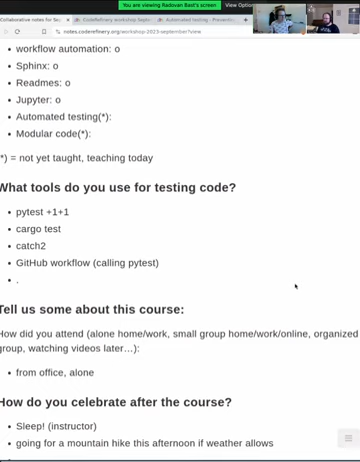 You are viewing Radovan Bast's screen View Option
Collaborative notes for Se
CodeRefinery workshop Septe
Automated testing - Preventin
notes.coderefinery.org/workshop-2023-september?view
• workflow automation: o
• Sphinx: o
• Readmes: o
• Jupyter: o
• Automated testing(*):
• Modular code(*):
*) = not yet taught, teaching today
What tools do you use for testing code?
• pytest +1+1
• cargo test
• catch2
• GitHub workflow (calling pytest)
• .
Tell us some about this course:
How did you attend (alone home/work, small group home/work/online, organized
group, watching videos later...):
• from office, alone
How do you celebrate after the course?
• Sleep! (instructor)
• going for a mountain hike this afternoon if weather allows